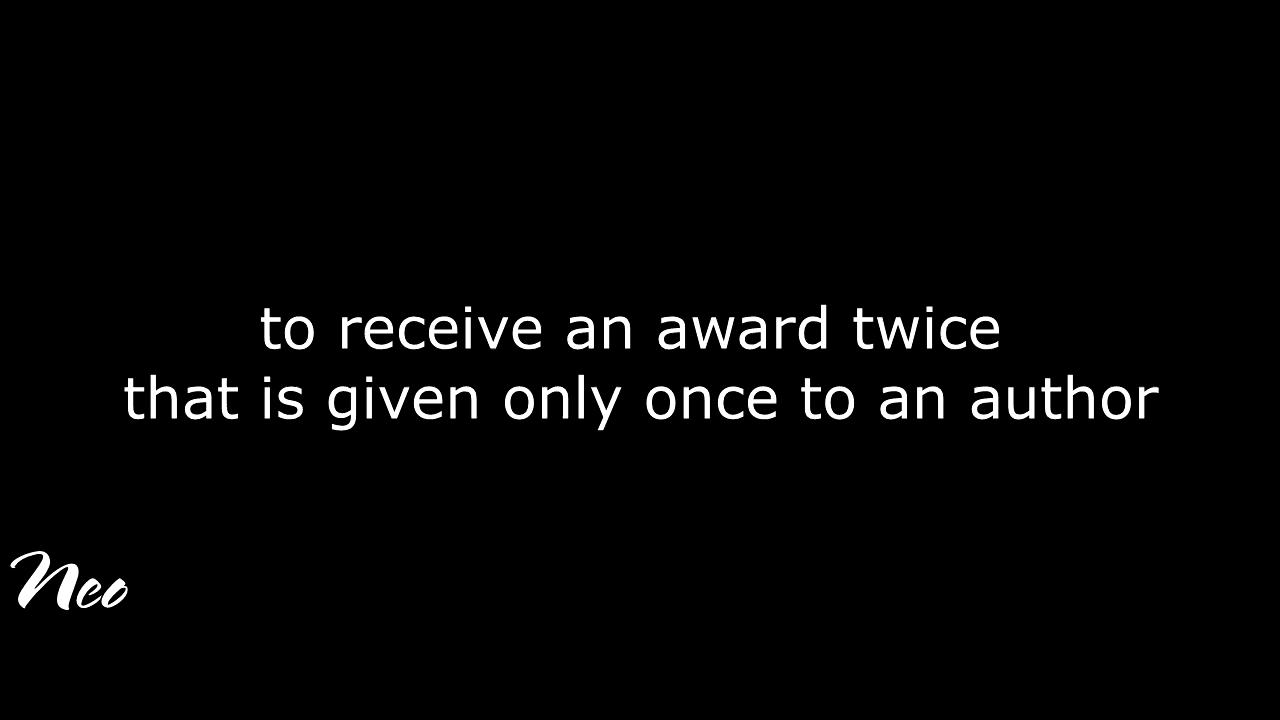 to receive an award twice
that is given only once to an author
Neo